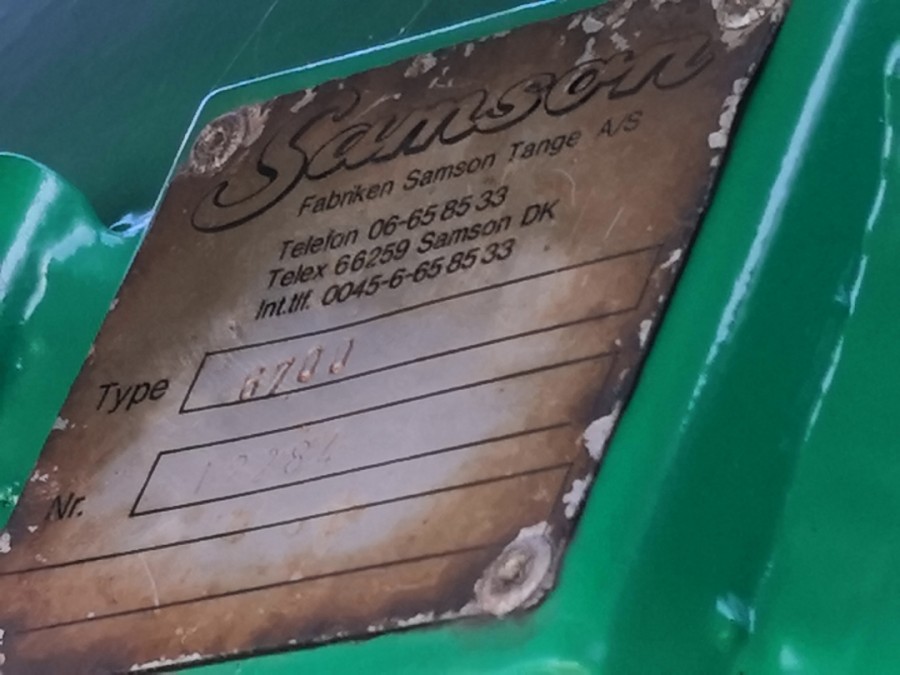 Samson
Fabriken Samson Tange A/S
Telefon 06-65 85 33
Telex 66259 Samson DK
Int.tlf. 0045-6-65 85 33
Type
Nr.